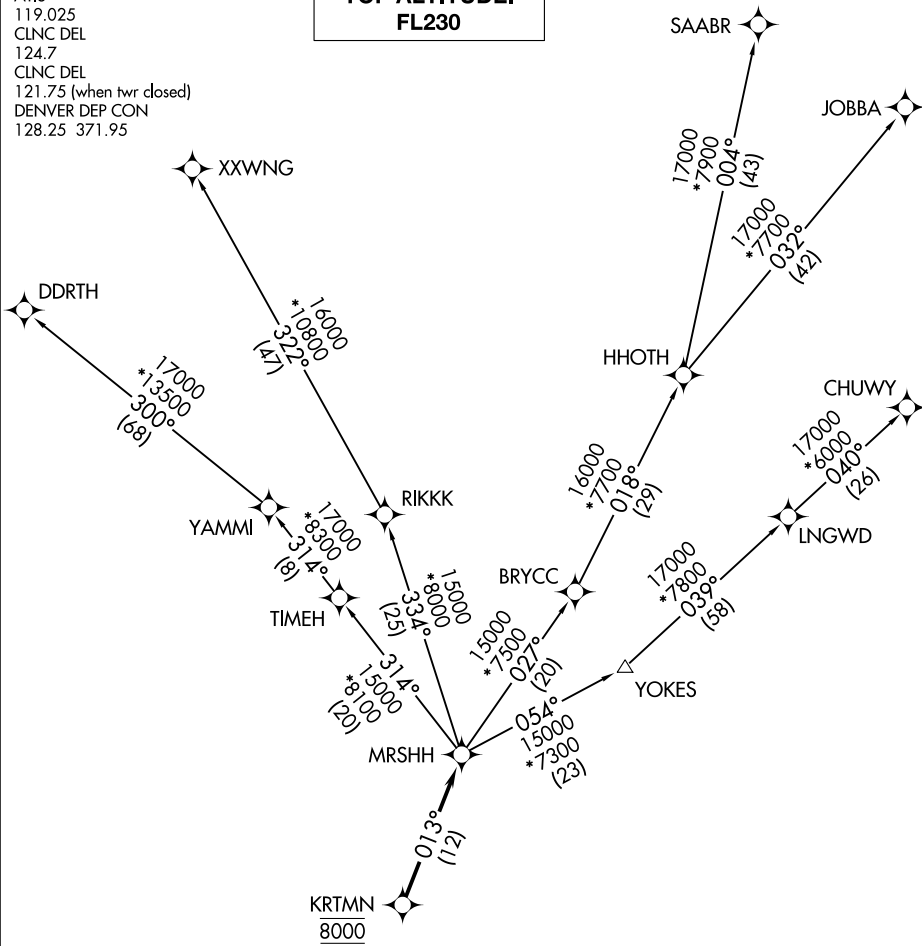 119.025
CLNC DEL
124.7
CLNC DEL
121.75 (when twr closed)
DENVER DEP CON
128.25 371.95
FL230
SAABR
JOBBA
17000
*7900
004°
(43)
17000
*7700
032°
(42)
XXWNG
DDRTH
16000
*10800
322°
(47)
17000
*13500
300°
(68)
HHOTH
CHUWY
17000
*6000
040°
(26)
16000
*7700
018°
(29)
RIKKK
YAMMI
LNGWD
17000
*8300
314°
(8)
BRYCC
17000
*7800
039°
(58)
TIMEH
15000
*8000
334°
(25)
15000
*7500
027°
(20)
YOKES
314°
15000
*8100
(20)
054°
15000
*7300
(23)
MRSHH
013°
(12)
KRTMN
8000